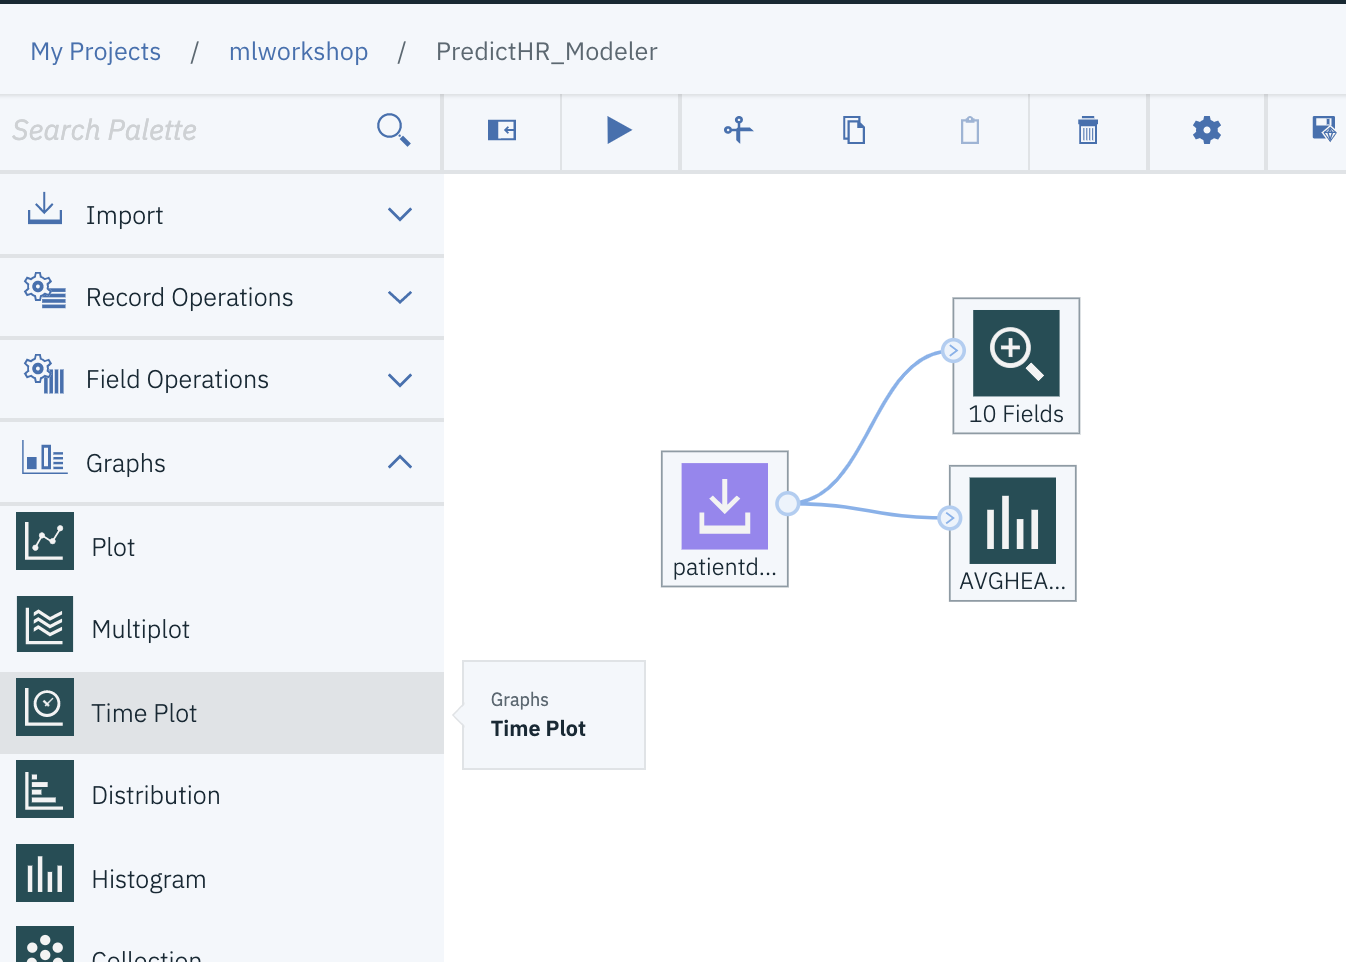 My Projects / mlworkshop / PredictHR_Modeler
Search Palette
Import
Record Operations
Field Operations
Graphs
Plot
Multiplot
Time Plot
Distribution
Histogram
Collection
Graphs
Time Plot
patientd...
10 Fields
AVGHEA...